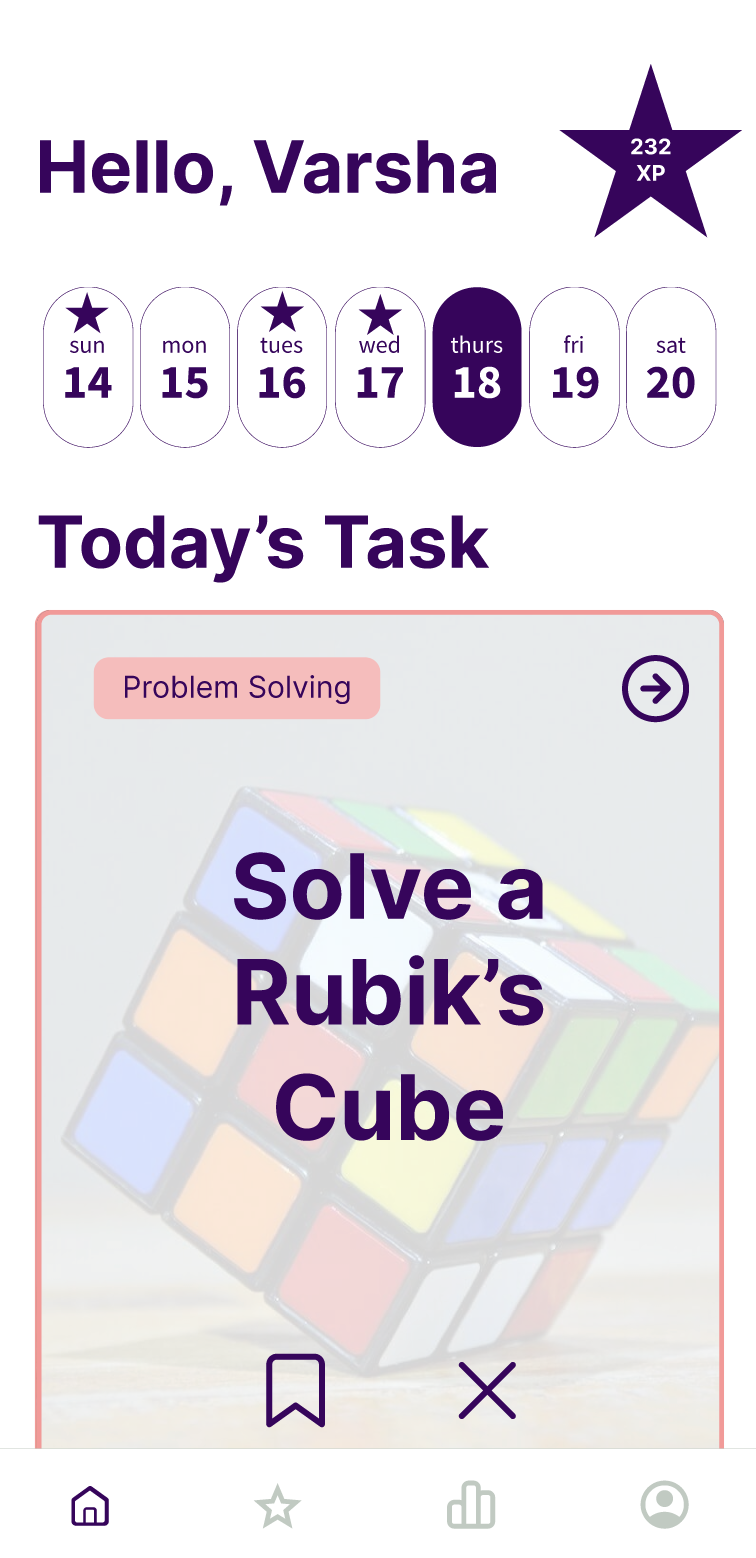 Hello, Varsha
232
XP
sun mon tues wed thurs fri sat
14 15 16 17 18 19 20
Today’s Task
Problem Solving
Solve a
Rubik’s
Cube